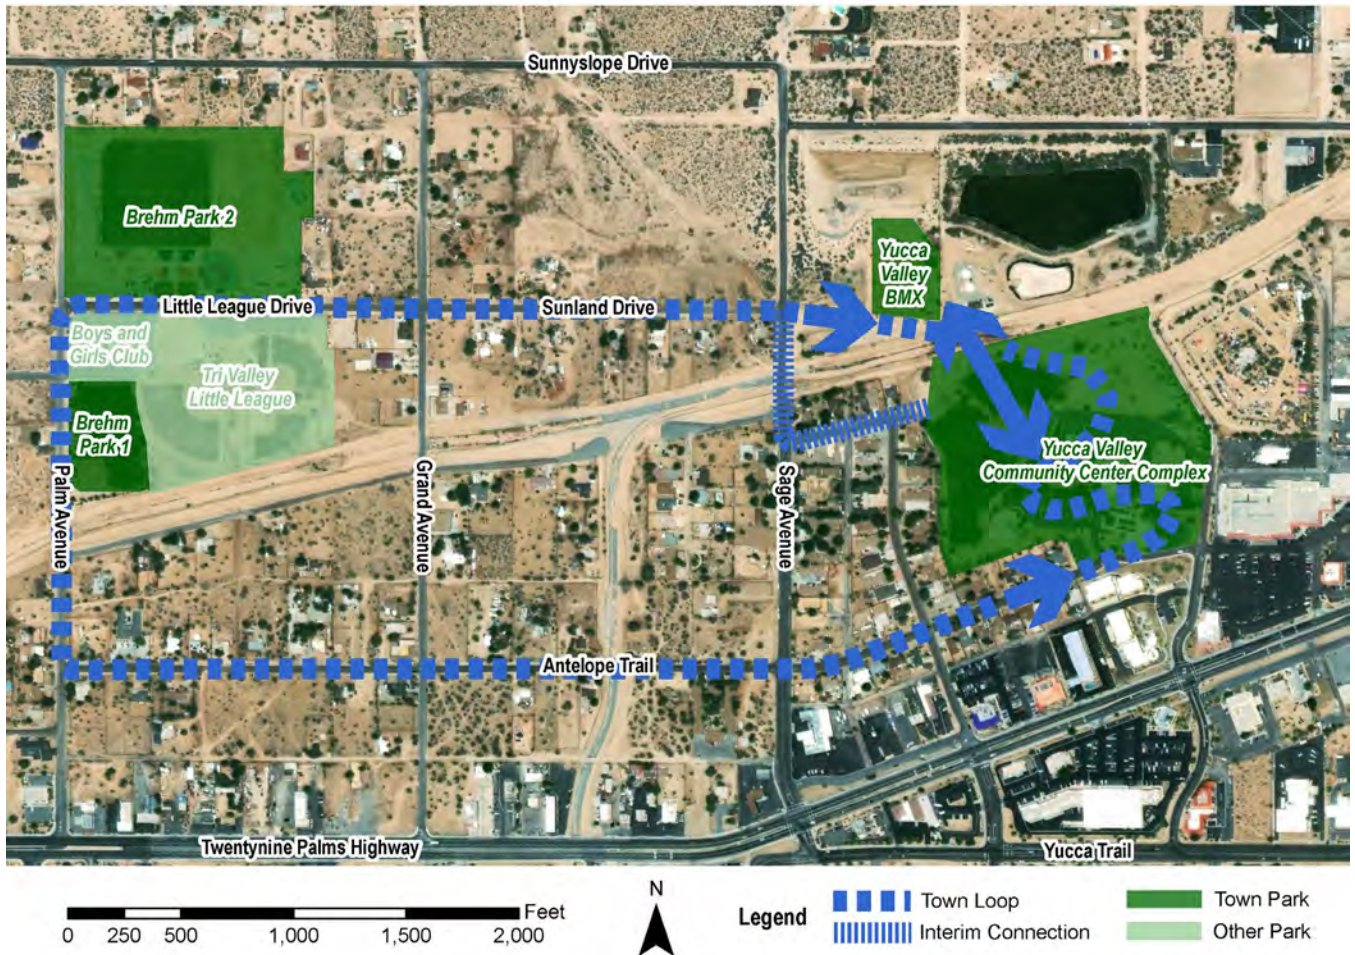 Sunnyslope Drive
Brehm Park 2
Yucca
Valley
BMX
Little League Drive
Sunland Drive
Boys and
Girls Club
Tri Valley
Little League
Brehm
Park 1
Yucca Valley
Community Center Complex
Palm Avenue
Grand Avenue
Sage Avenue
Antelope Trail
Twentynine Palms Highway
Yucca Trail
N
Feet
0 250 500 1,000 1,500 2,000
Legend
Town Loop
Interim Connection
Town Park
Other Park